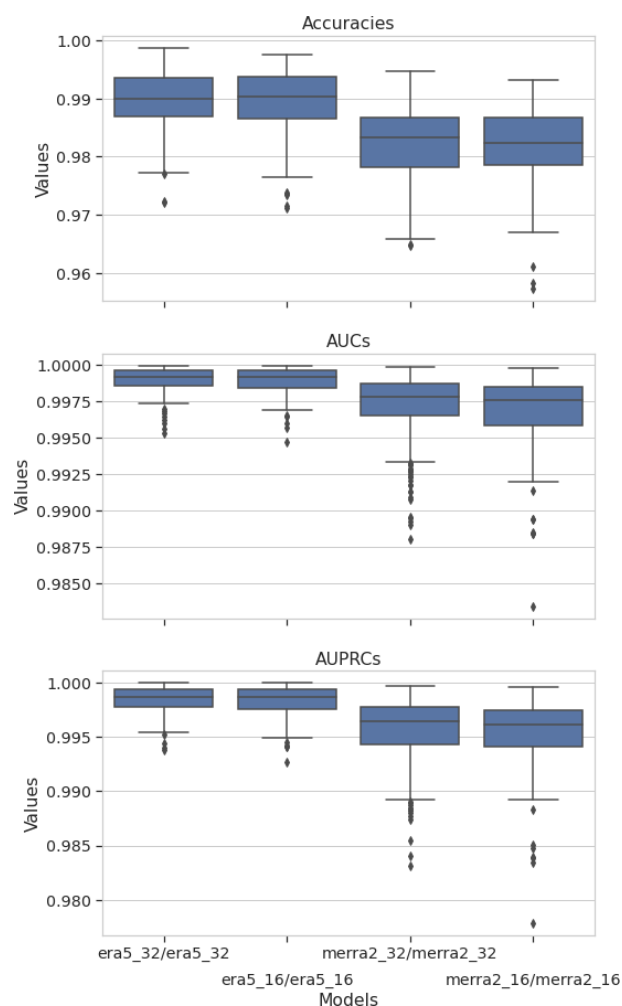 Accuracies
1.00
0.99
0.98
0.97
0.96
Values
AUCs
1.0000
0.9975
0.9950
0.9925
0.9900
0.9875
0.9850
Values
AUPRCs
1.000
0.995
0.990
0.985
0.980
Values
era5_32/era5_32
merra2_32/merra2_32
era5_16/era5_16
merra2_16/merra2_16
Models